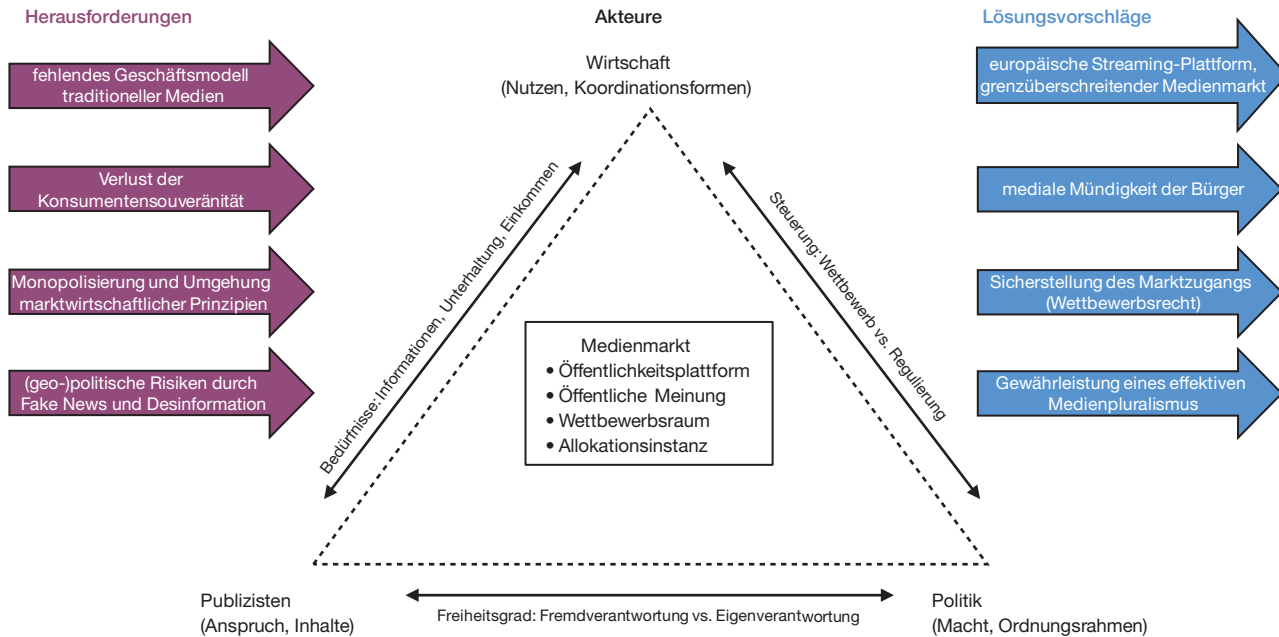 Herausforderungen
fehlendes Geschäftsmodell
traditioneller Medien
Verlust der
Konsumentensouveränität
Monopolisierung und Umgehung
marktwirtschaftlicher Prinzipien
(geo-)politische Risiken durch
Fake News und Desinformation
Akteure
Wirtschaft
(Nutzen, Koordinationsformen)
Bedürfnisse: Informationen, Unterhaltung, Einkommen
Steuerung: Wettbewerb vs. Regulierung
Medienmarkt
• Öffentlichkeitsplattform
• Öffentliche Meinung
• Wettbewerbsraum
• Allokationsinstanz
Publizisten
(Anspruch, Inhalte)
Freiheitsgrad: Fremdverantwortung vs. Eigenverantwortung
Politik
(Macht, Ordnungsrahmen)
Lösungsvorschläge
europäische Streaming-Plattform,
grenzüberschreitender Medienmarkt
mediale Mündigkeit der Bürger
Sicherstellung des Marktzugangs
(Wettbewerbsrecht)
Gewährleistung eines effektiven
Medienpluralismus